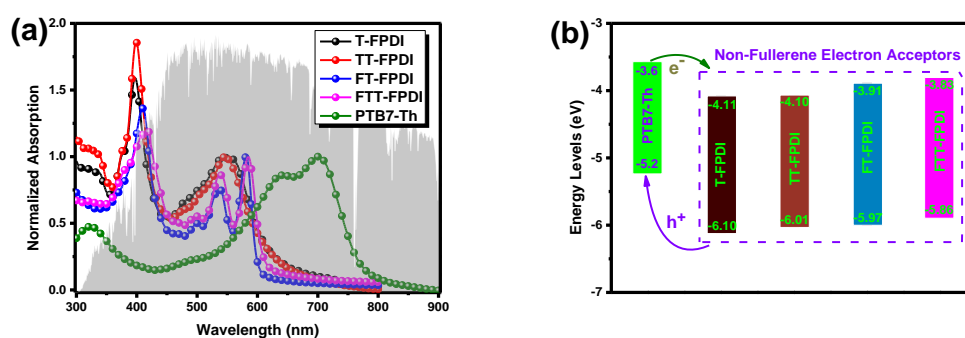 (a)
2.0
1.5
1.0
0.5
0.0
Normalized Absorption
300 400 500 600 700 800 900
Wavelength (nm)
T-FPDI
TT-FPDI
FT-FPDI
FTT-FPDI
PTB7-Th
(b)
-3
-4
-5
-6
-7
Energy Levels (eV)
Non-Fullerene Electron Acceptors
e-
h+
-3.6
PTB7-Th
-5.2
-4.11
T-FPDI
-6.10
-4.10
TT-FPDI
-6.01
-3.91
FT-FPDI
-5.97
-3.83
FTT-FPDI